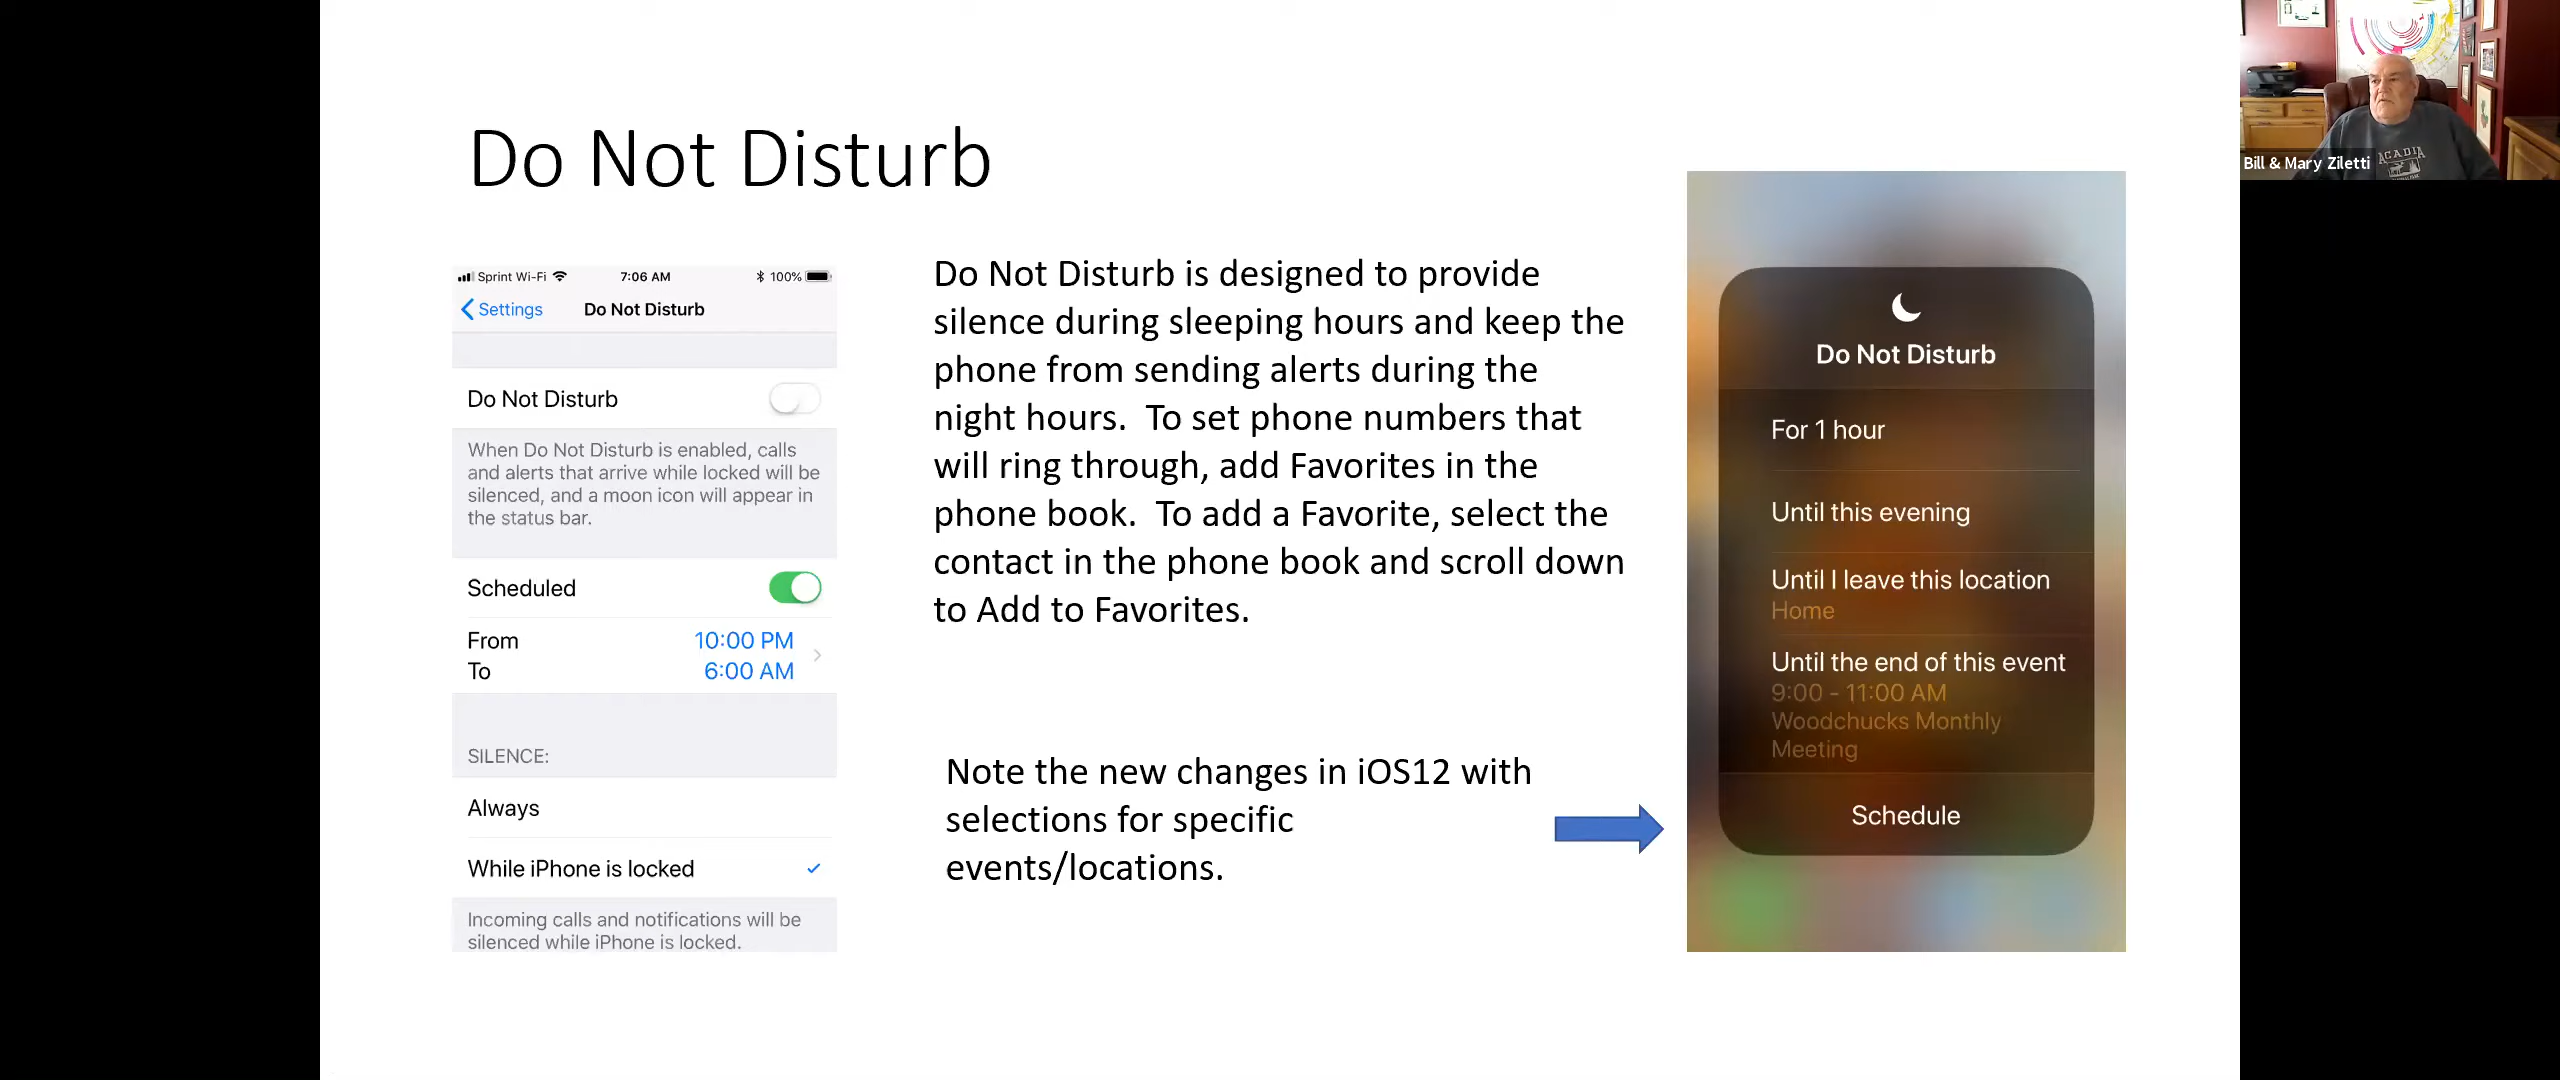 Do Not Disturb
Sprint Wi-Fi 7:06 AM 100%
Settings Do Not Disturb
Do Not Disturb
When Do Not Disturb is enabled, calls
and alerts that arrive while locked will be
silenced, and a moon icon will appear in
the status bar.
Scheduled
From 10:00 PM
To 6:00 AM
SILENCE:
Always
While iPhone is locked
Incoming calls and notifications will be
silenced while iPhone is locked.
Do Not Disturb is designed to provide
silence during sleeping hours and keep the
phone from sending alerts during the
night hours.  To set phone numbers that
will ring through, add Favorites in the
phone book.  To add a Favorite, select the
contact in the phone book and scroll down
to Add to Favorites.
Note the new changes in iOS12 with
selections for specific
events/locations.
Do Not Disturb
For 1 hour
Until this evening
Until I leave this location
Home
Until the end of this event
9:00 - 11:00 AM
Woodchucks Monthly
Meeting
Schedule
Bill & Mary Ziletti
ACADIA